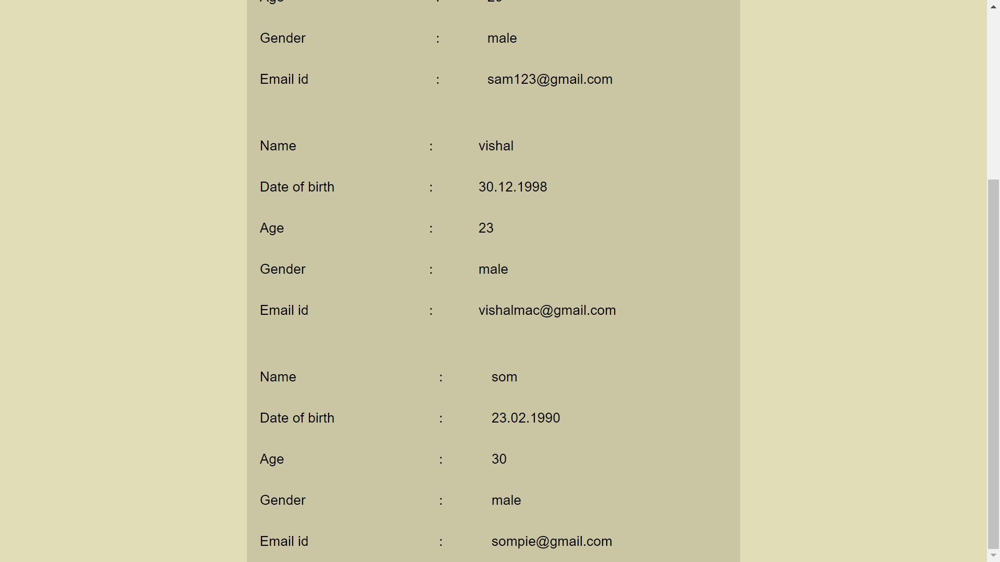 Age : 20
Gender : male
Email id : sam123@gmail.com
Name : vishal
Date of birth : 30.12.1998
Age : 23
Gender : male
Email id : vishalmac@gmail.com
Name : som
Date of birth : 23.02.1990
Age : 30
Gender : male
Email id : sompie@gmail.com